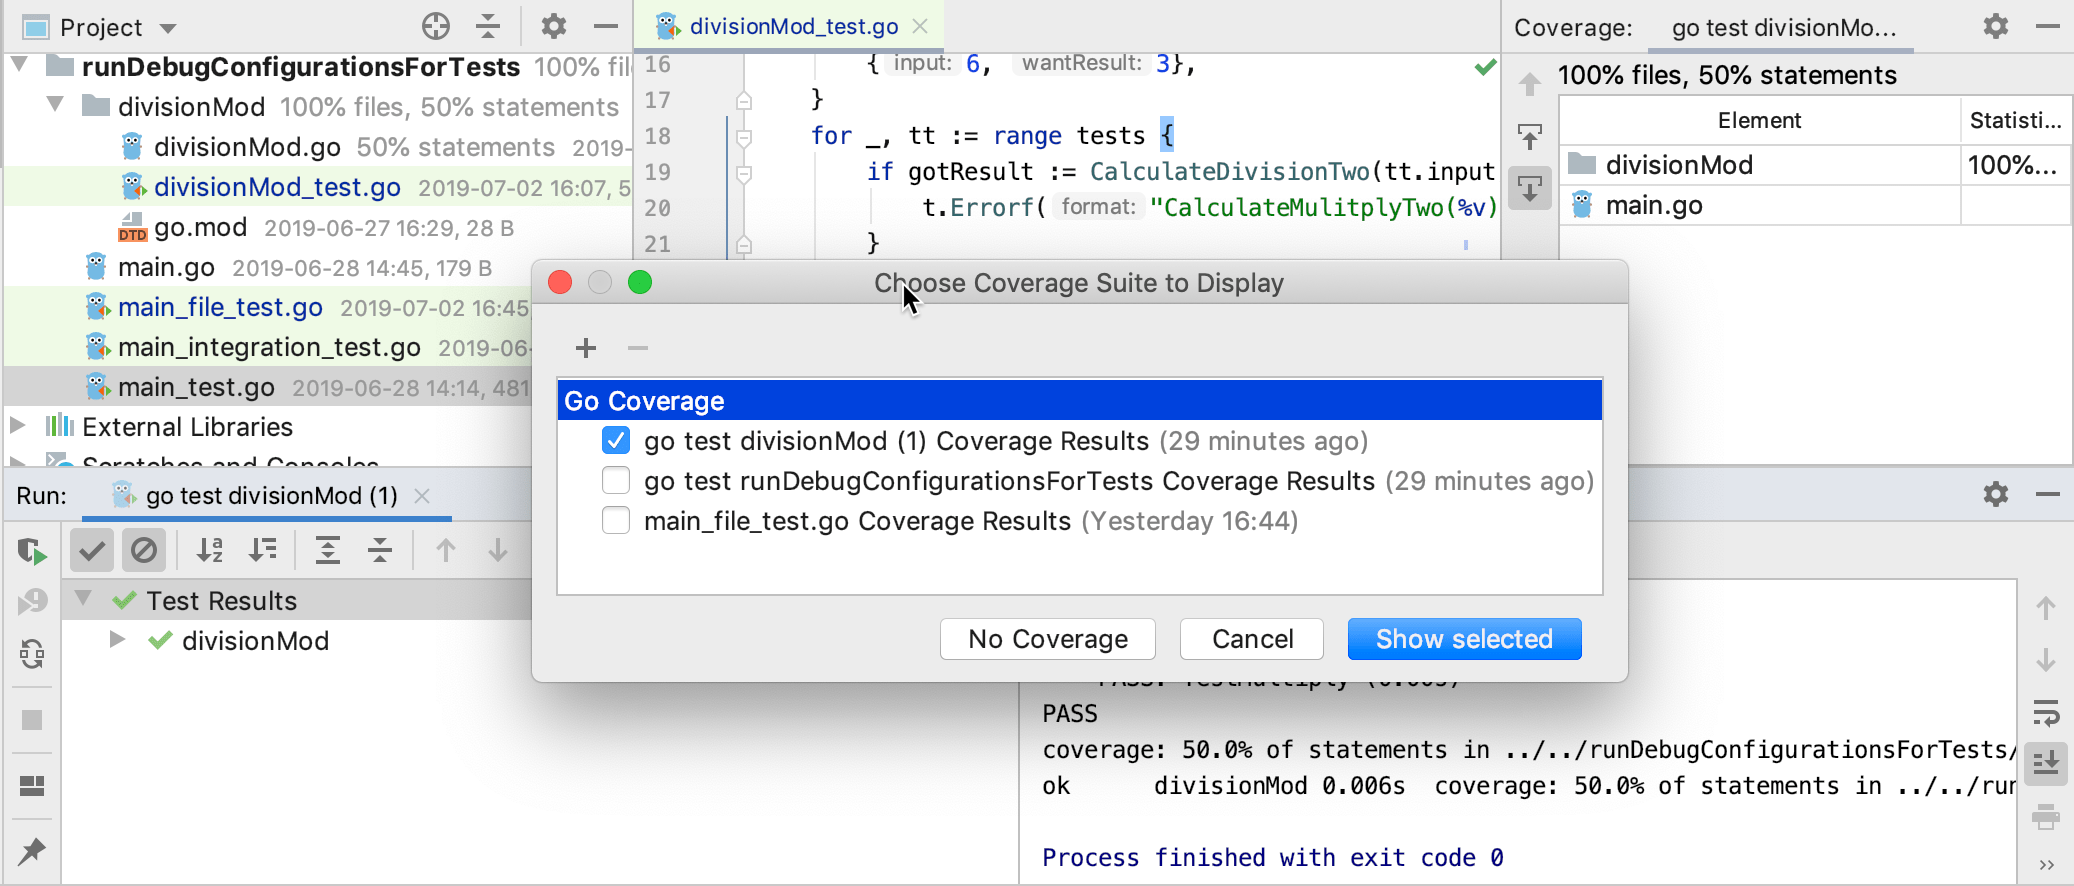 Project
runDebugConfigurationsForTests 100% fil
divisionMod 100% files, 50% statements
divisionMod.go 50% statements 2019-
divisionMod_test.go 2019-07-02 16:07, 5
DTD go.mod 2019-06-27 16:29, 28 B
main.go 2019-06-28 14:45, 179 B
main_file_test.go 2019-07-02 16:45
main_integration_test.go 2019-06-
main_test.go 2019-06-28 14:14, 481
External Libraries
Scratches and Consoles
divisionMod_test.go
16 { input: 6, wantResult: 3},
17 }
18 for _, tt := range tests {
19 if gotResult := CalculateDivisionTwo(tt.input
20 t.Errorf( format: "CalculateMulitplyTwo(%v)
21 }
Coverage: go test divisionMo...
100% files, 50% statements
Element Statisti...
divisionMod 100%...
main.go
Choose Coverage Suite to Display
Go Coverage
go test divisionMod (1) Coverage Results (29 minutes ago)
go test runDebugConfigurationsForTests Coverage Results (29 minutes ago)
main_file_test.go Coverage Results (Yesterday 16:44)
No Coverage Cancel Show selected
Run: go test divisionMod (1)
Test Results
divisionMod
PASS: TestMultiply (0.00s)
PASS
coverage: 50.0% of statements in ../../runDebugConfigurationsForTests/
ok divisionMod 0.006s coverage: 50.0% of statements in ../../run
Process finished with exit code 0